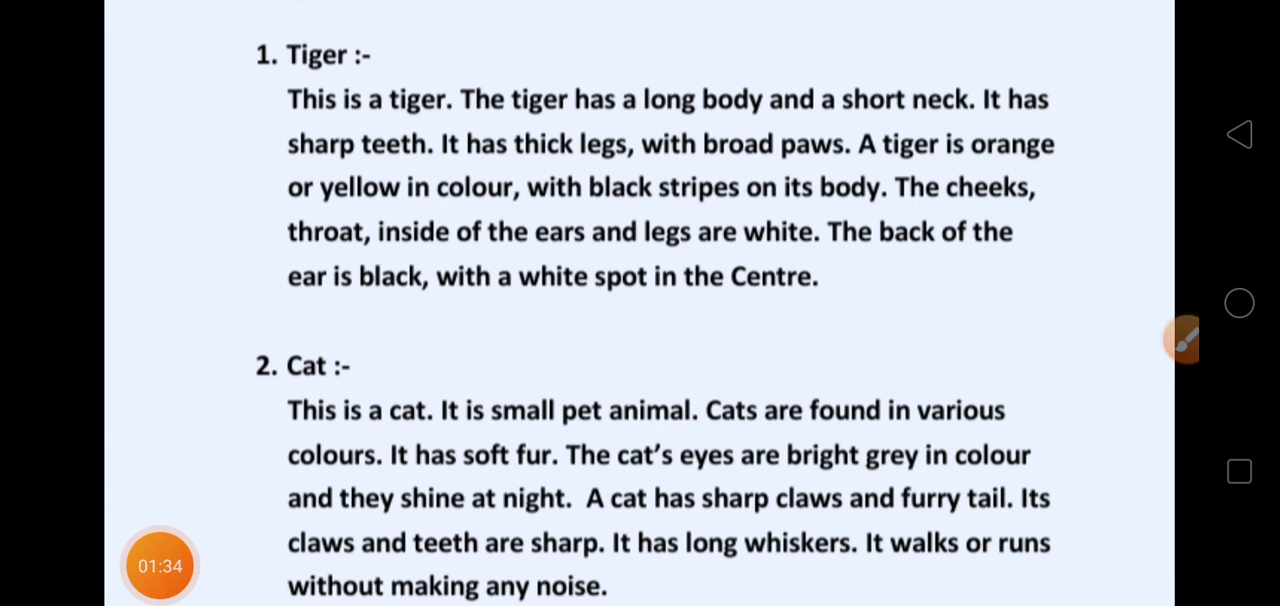 1. Tiger :-
This is a tiger. The tiger has a long body and a short neck. It has
sharp teeth. It has thick legs, with broad paws. A tiger is orange
or yellow in colour, with black stripes on its body. The cheeks,
throat, inside of the ears and legs are white. The back of the
ear is black, with a white spot in the Centre.
2. Cat :-
This is a cat. It is small pet animal. Cats are found in various
colours. It has soft fur. The cat’s eyes are bright grey in colour
and they shine at night.  A cat has sharp claws and furry tail. Its
claws and teeth are sharp. It has long whiskers. It walks or runs
without making any noise.
01:34